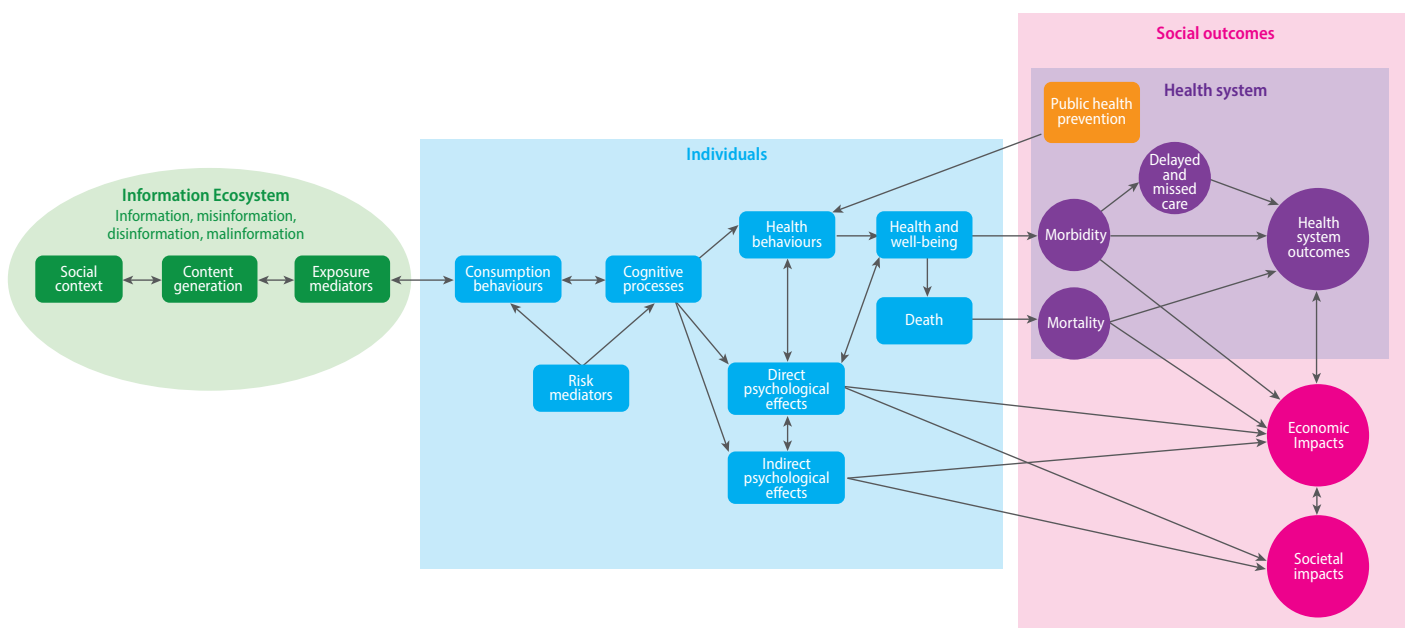 Social outcomes
Health system
Public health
prevention
Delayed
and
missed
care
Morbidity
Health
system
outcomes
Mortality
Economic
Impacts
Societal
impacts
Individuals
Health
behaviours
Health and
well-being
Death
Consumption
behaviours
Cognitive
processes
Risk
mediators
Direct
psychological
effects
Indirect
psychological
effects
Information Ecosystem
Information, misinformation,
disinformation, malinformation
Social
context
Content
generation
Exposure
mediators